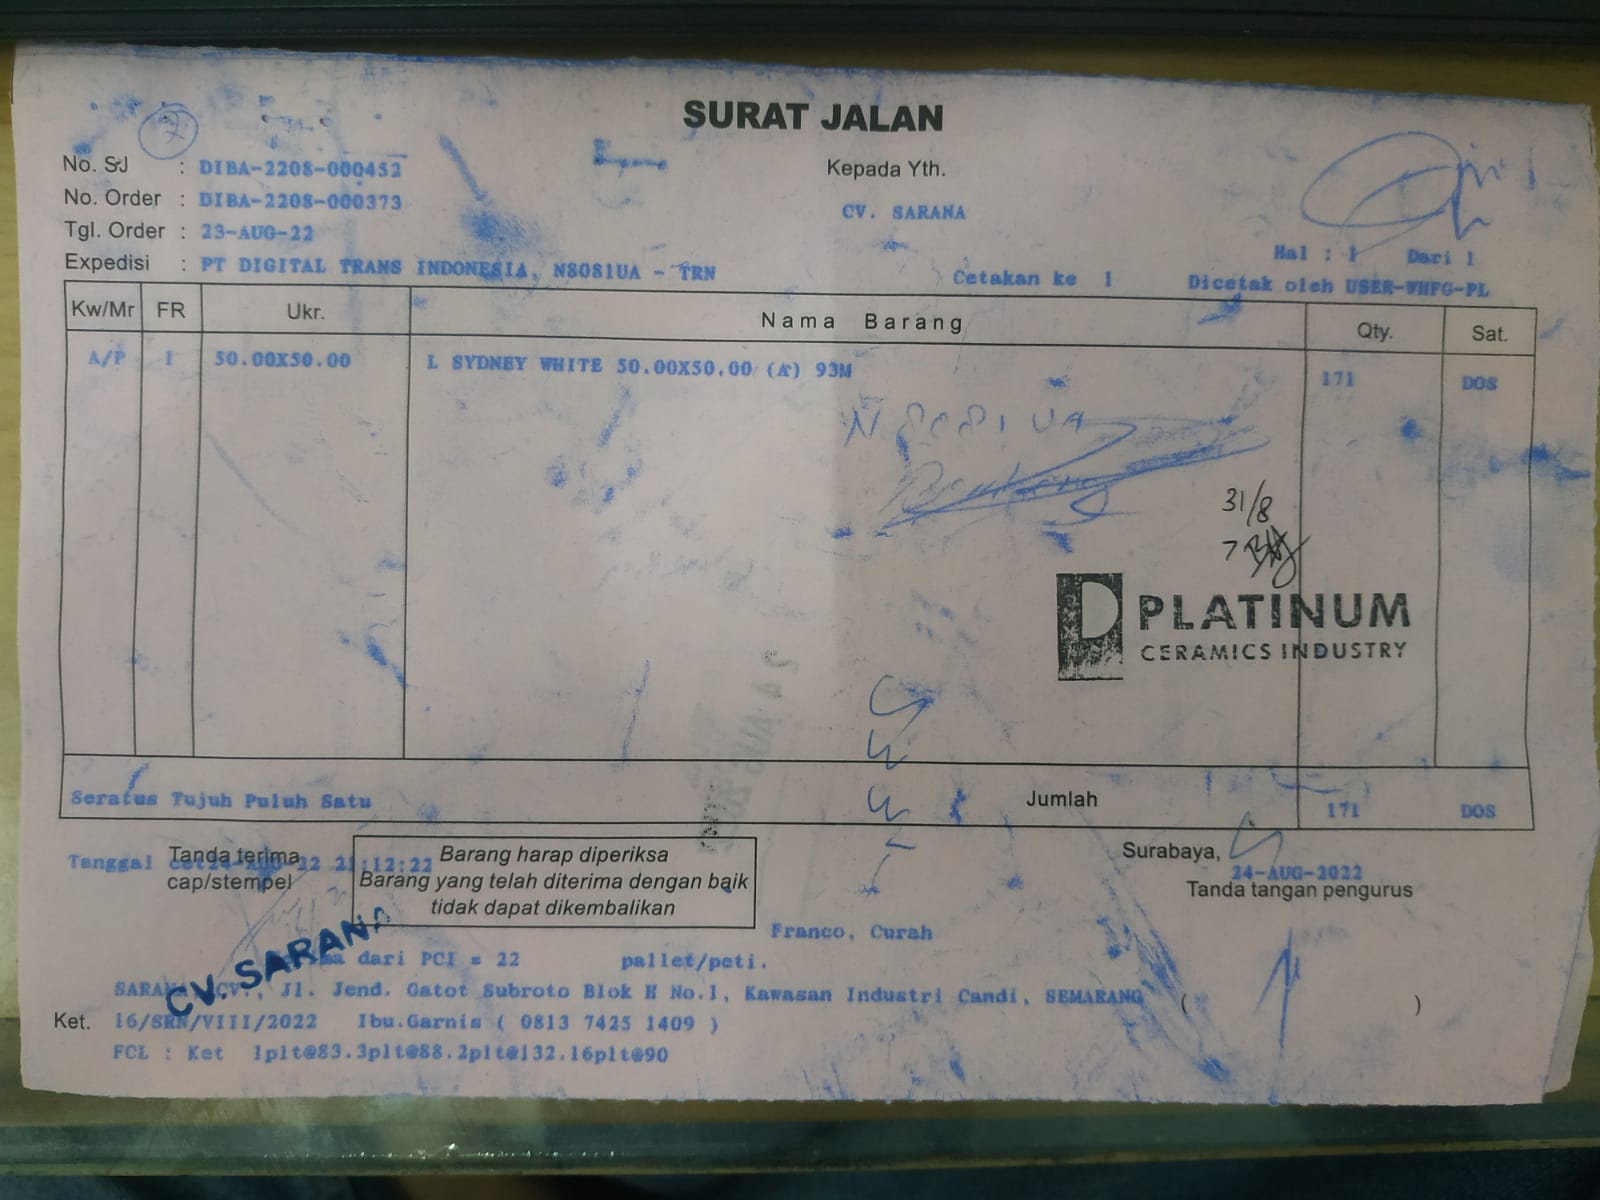 SURAT JALAN
No. SJ : DIBA-2208-000452
Kepada Yth.
No. Order : DIBA-2208-000373
CV. SARANA
Tgl. Order : 23-AUG-22
Hal : 1 Dari 1
Expedisi : PT DIGITAL TRANS INDONESIA, N8081UA - TRN
Cetakan ke 1 Dicetak oleh USER-WHFG-PL
Kw/Mr FR Ukr. Nama Barang Qty. Sat.
A/P 1 50.00X50.00 L SYDNEY WHITE 50.00X50.00 (A) 93M 171 DOS
N 8081 UA
31/8
7
PLATINUM
CERAMICS INDUSTRY
Seratus Tujuh Puluh Satu Jumlah 171 DOS
Tanggal 21:12:22
Tanda terima
cap/stempel
Barang harap diperiksa
Barang yang telah diterima dengan baik
tidak dapat dikembalikan
Surabaya,
24-AUG-2022
Tanda tangan pengurus
Franco, Curah
CV. SARANA
dari PCI = 22 pallet/peti.
Jl. Jend. Gatot Subroto Blok H No.1, Kawasan Industri Candi, SEMARANG ( )
Ket. 16/SRN/VIII/2022 Ibu.Garnis ( 0813 7425 1409 )
FCL : Ket 1plt@83.3plt@88.2plt@132.16plt@90